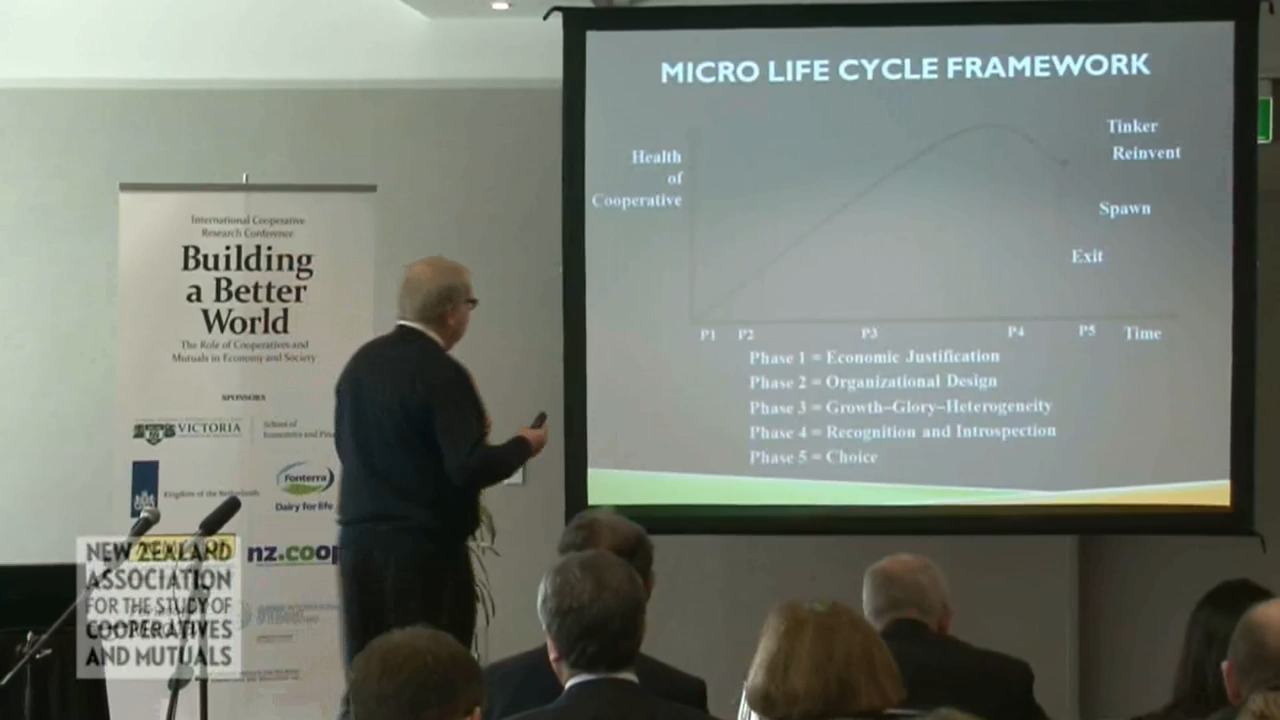 MICRO LIFE CYCLE FRAMEWORK
Health
of
Cooperative
Tinker
Reinvent
Spawn
Exit
P1 P2 P3 P4 P5 Time
Phase 1 = Economic Justification
Phase 2 = Organizational Design
Phase 3 = Growth–Glory–Heterogeneity
Phase 4 = Recognition and Introspection
Phase 5 = Choice
International Cooperative
Research Conference
Building
a Better
World
The Role of Cooperatives and
Mutuals in Economy and Society
SPONSORS
VICTORIA
School of
Kingdom of the Netherlands
Fonterra
Dairy for life
nz.coop
NEW ZEALAND
ASSOCIATION
FOR THE STUDY OF
COOPERATIVES
AND MUTUALS